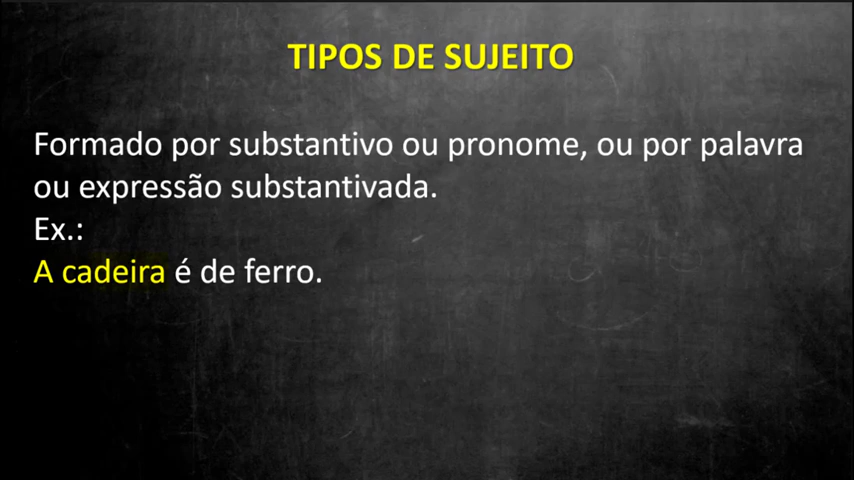 TIPOS DE SUJEITO
Formado por substantivo ou pronome, ou por palavra
ou expressão substantivada.
Ex.:
A cadeira é de ferro.